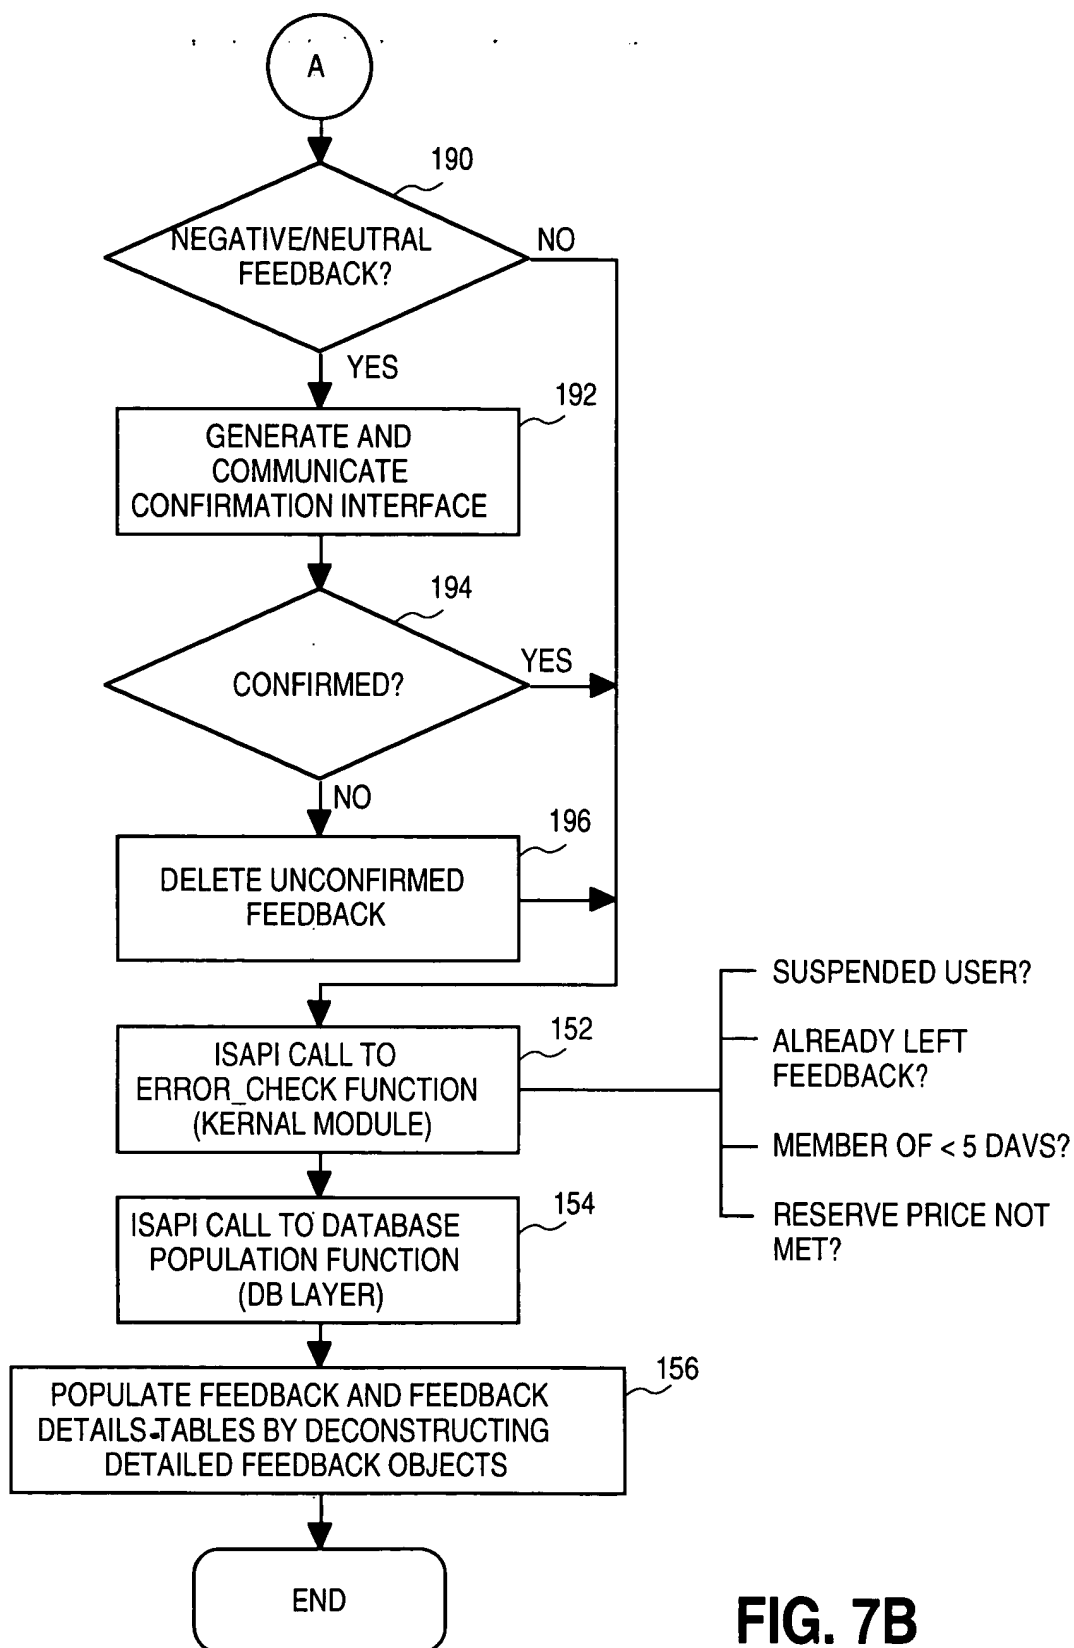 A
190
NEGATIVE/NEUTRAL
FEEDBACK?
NO
YES
192
GENERATE AND
COMMUNICATE
CONFIRMATION INTERFACE
194
CONFIRMED?
YES
NO
196
DELETE UNCONFIRMED
FEEDBACK
152
ISAPI CALL TO
ERROR_CHECK FUNCTION
(KERNAL MODULE)
SUSPENDED USER?
ALREADY LEFT
FEEDBACK?
MEMBER OF < 5 DAVS?
RESERVE PRICE NOT
MET?
154
ISAPI CALL TO DATABASE
POPULATION FUNCTION
(DB LAYER)
156
POPULATE FEEDBACK AND FEEDBACK
DETAILS-TABLES BY DECONSTRUCTING
DETAILED FEEDBACK OBJECTS
END
FIG. 7B